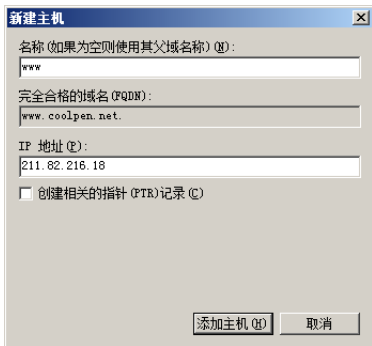 新建主机
名称(如果为空则使用其父域名称)(N):
www
完全合格的域名(FQDN):
www.coolpen.net.
IP 地址(P):
211.82.216.18
创建相关的指针(PTR)记录(C)
添加主机(H) 取消